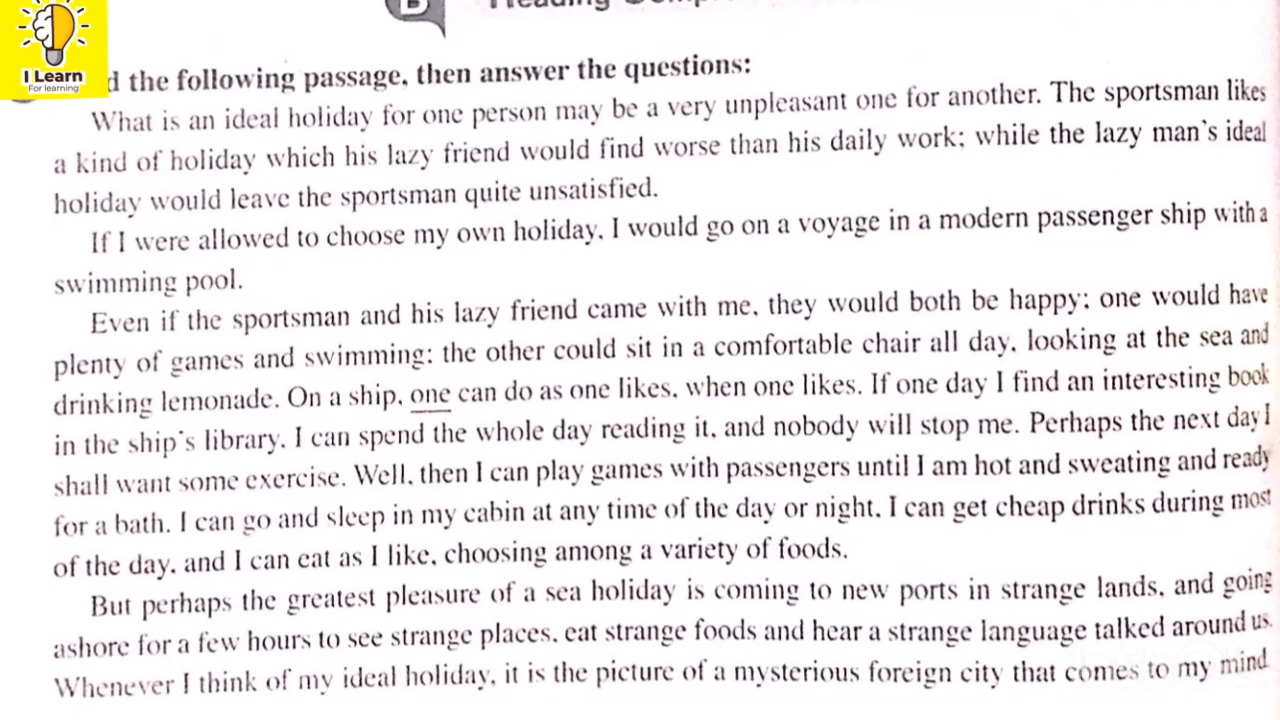 B
I Learn
For learning
the following passage, then answer the questions:
What is an ideal holiday for one person may be a very unpleasant one for another. The sportsman likes
a kind of holiday which his lazy friend would find worse than his daily work; while the lazy man's ideal
holiday would leave the sportsman quite unsatisfied.
If I were allowed to choose my own holiday, I would go on a voyage in a modern passenger ship with a
swimming pool.
Even if the sportsman and his lazy friend came with me, they would both be happy; one would have
plenty of games and swimming; the other could sit in a comfortable chair all day, looking at the sea and
drinking lemonade. On a ship, one can do as one likes, when one likes. If one day I find an interesting book
in the ship's library, I can spend the whole day reading it, and nobody will stop me. Perhaps the next day I
shall want some exercise. Well, then I can play games with passengers until I am hot and sweating and ready
for a bath. I can go and sleep in my cabin at any time of the day or night. I can get cheap drinks during most
of the day, and I can eat as I like, choosing among a variety of foods.
But perhaps the greatest pleasure of a sea holiday is coming to new ports in strange lands, and going
ashore for a few hours to see strange places, eat strange foods and hear a strange language talked around us.
Whenever I think of my ideal holiday, it is the picture of a mysterious foreign city that comes to my mind.